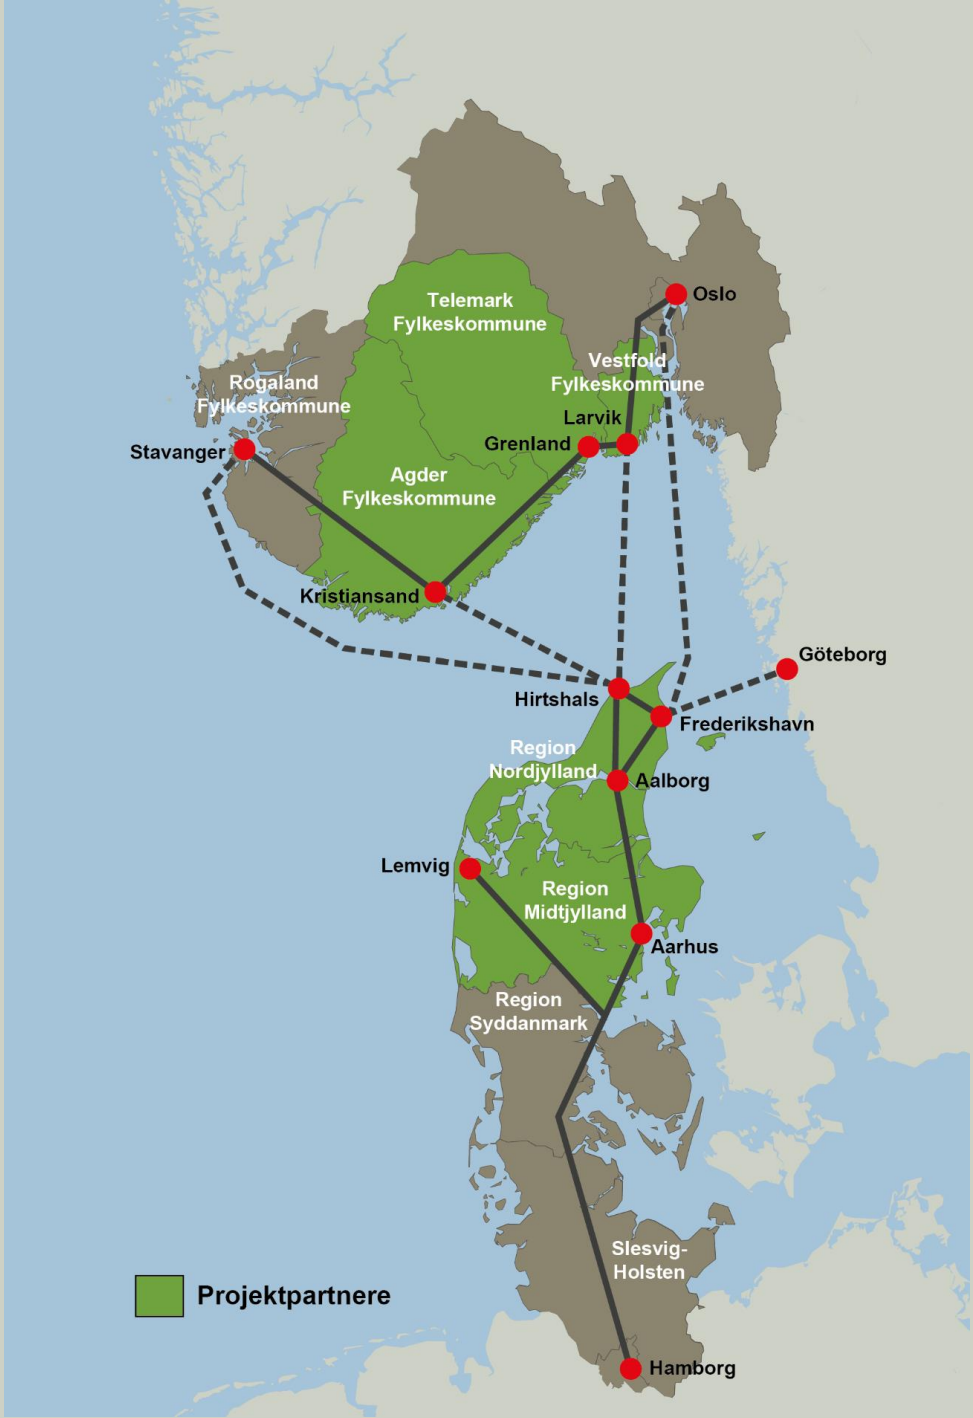 Oslo
Telemark
Fylkeskommune
Vestfold
Fylkeskommune
Rogaland
Fylkeskommune
Larvik
Grenland
Stavanger
Agder
Fylkeskommune
Kristiansand
Göteborg
Hirtshals
Frederikshavn
Region
Nordjylland
Aalborg
Lemvig
Region
Midtjylland
Aarhus
Region
Syddanmark
Slesvig-
Holsten
Projektpartnere
Hamborg